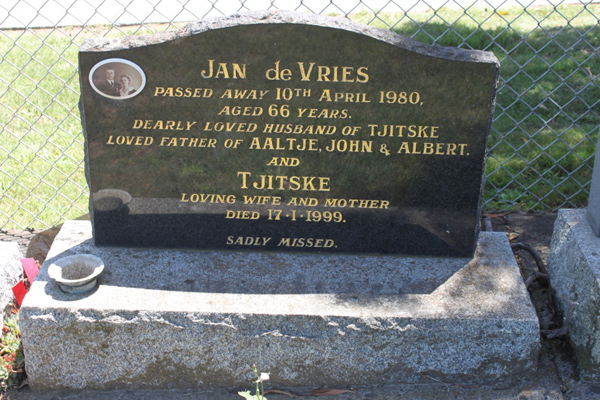 JAN de VRIES
PASSED AWAY 10TH APRIL 1980,
AGED 66 YEARS.
DEARLY LOVED HUSBAND OF TJITSKE
LOVED FATHER OF AALTJE, JOHN & ALBERT.
AND
TJITSKE
LOVING WIFE AND MOTHER
DIED 17·1·1999.
SADLY MISSED.